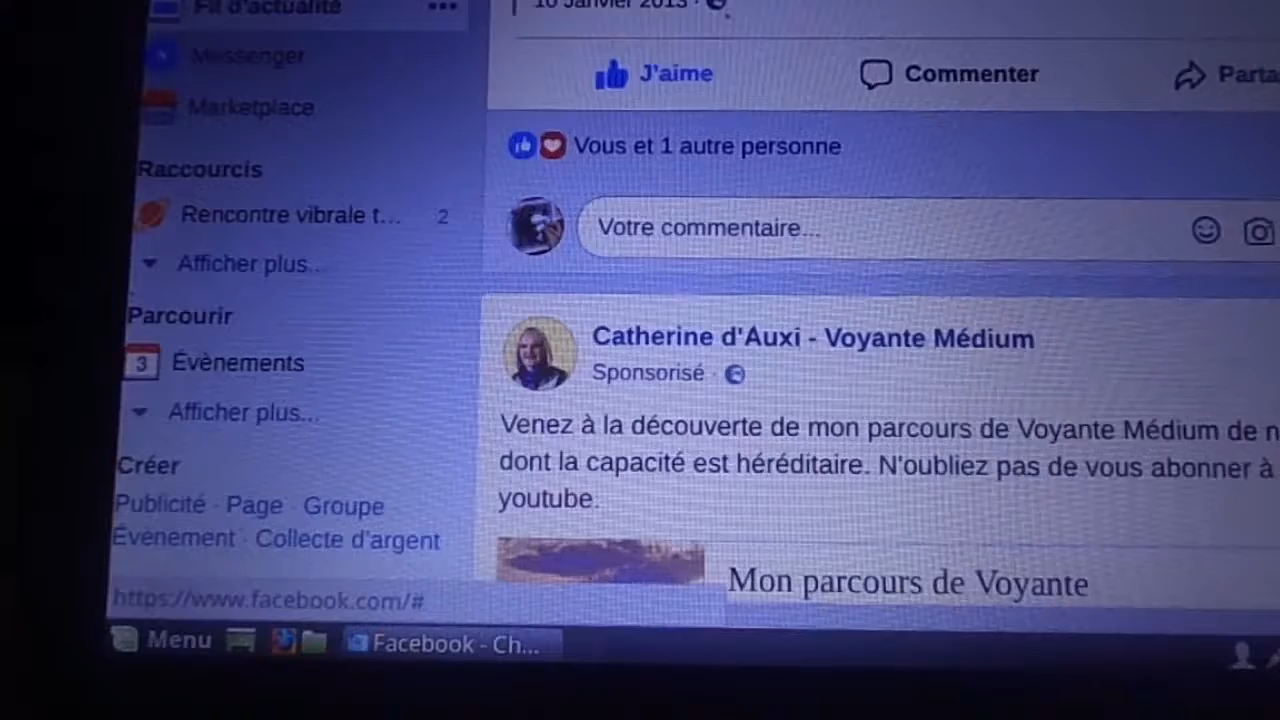 Fil d'actualité
10 Janvier 2013 ·
Messenger
J'aime
Commenter
Marketplace
Vous et 1 autre personne
Raccourcis
Rencontre vibrale t... 2
Votre commentaire...
Afficher plus...
Parcourir
3 Évènements
Catherine d'Auxi - Voyante Médium
Sponsorisé ·
Afficher plus...
Venez à la découverte de mon parcours de Voyante Médium de
dont la capacité est héréditaire. N'oubliez pas de vous abonner à
youtube.
Créer
Publicité · Page · Groupe
Évènement · Collecte d'argent
Mon parcours de Voyante
https://www.facebook.com/#
Menu
Facebook - Ch...